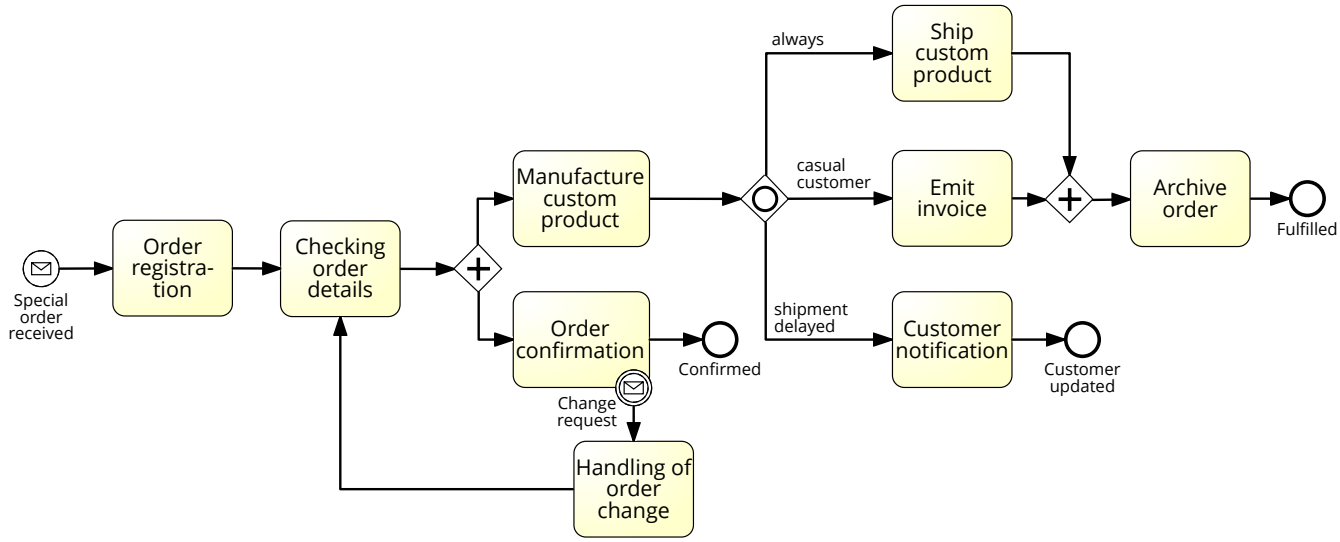 Special
order
received
Order
registra-
tion
Checking
order
details
Manufacture
custom
product
Order
confirmation
Confirmed
Change
request
Handling of
order
change
always
casual
customer
shipment
delayed
Ship
custom
product
Emit
invoice
Customer
notification
Customer
updated
Archive
order
Fulfilled